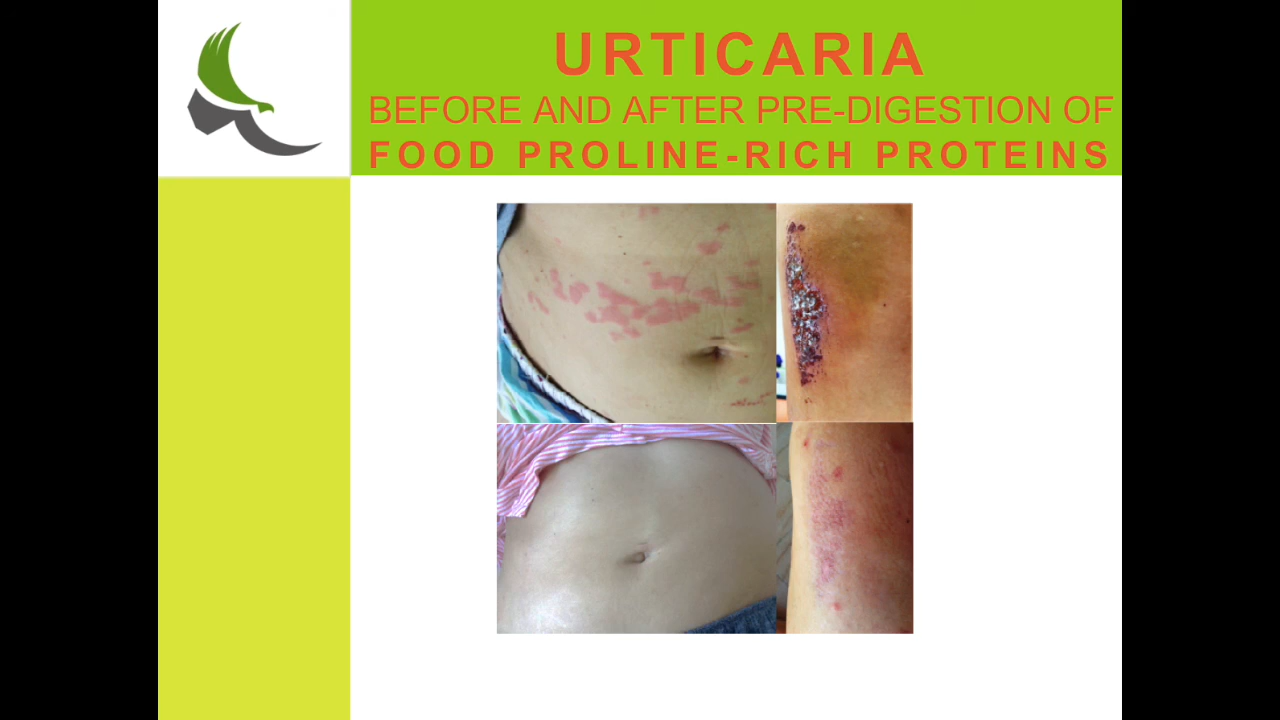 URTICARIA
BEFORE AND AFTER PRE-DIGESTION OF
FOOD PROLINE-RICH PROTEINS